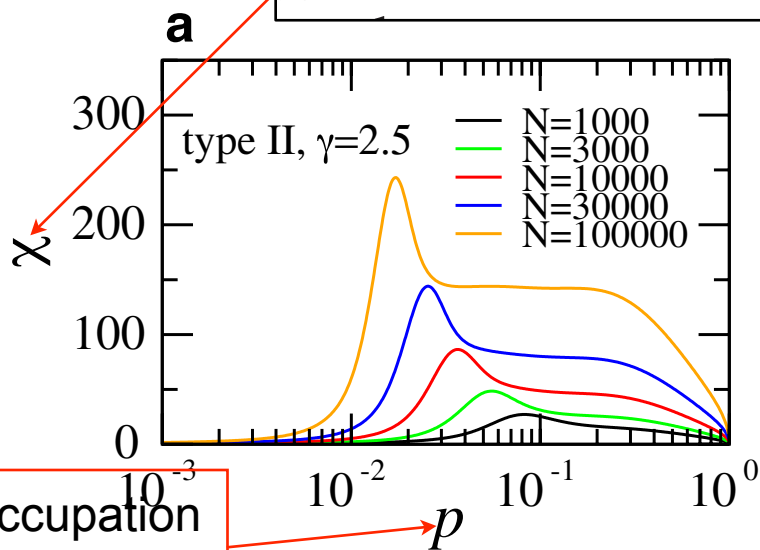 a
300
200
100
0
χ
type II, γ=2.5
N=1000
N=3000
N=10000
N=30000
N=100000
10^-3
10^-2
10^-1
10^0
p
ccupation